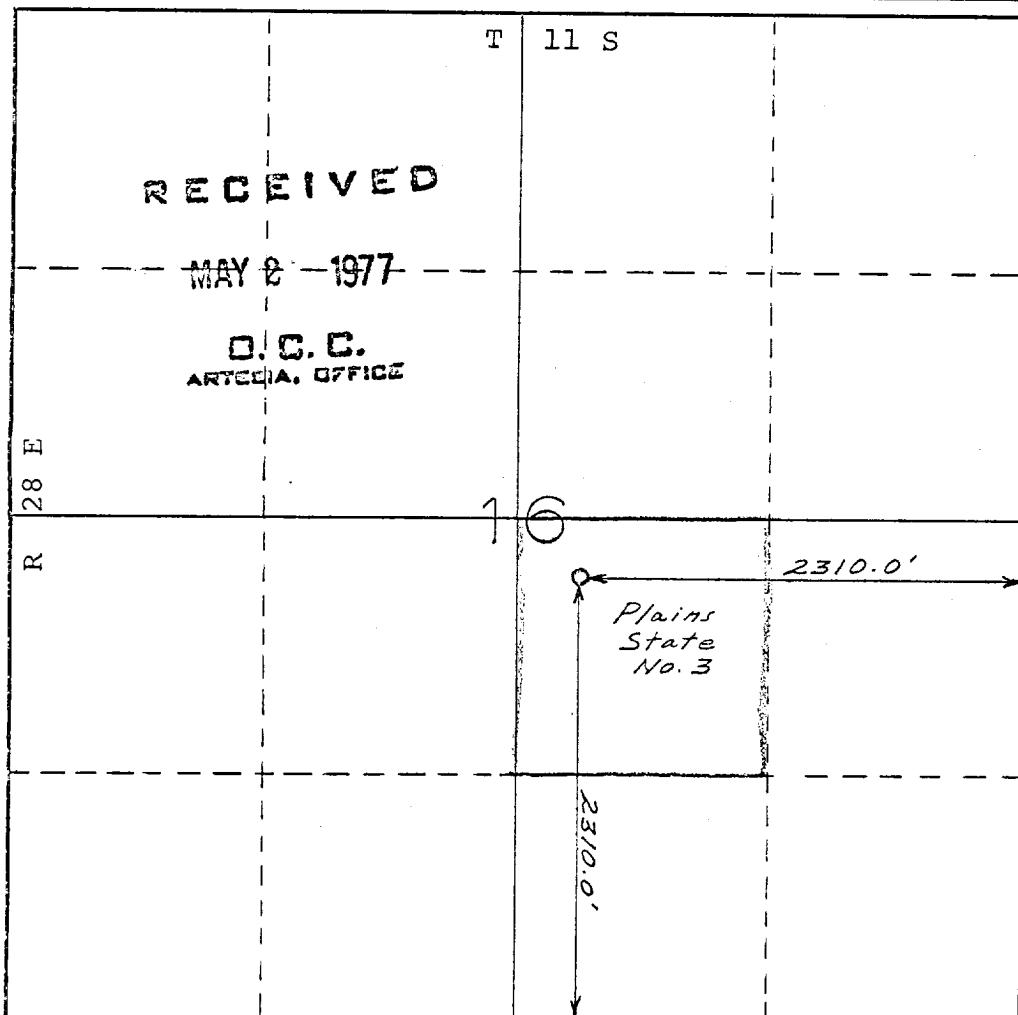 T 11 S
RECEIVED
MAY 2 1977
O. C. C.
ARTESIA, OFFICE
R 28 E
16
2310.0'
Plains
State
No. 3
2310.0'